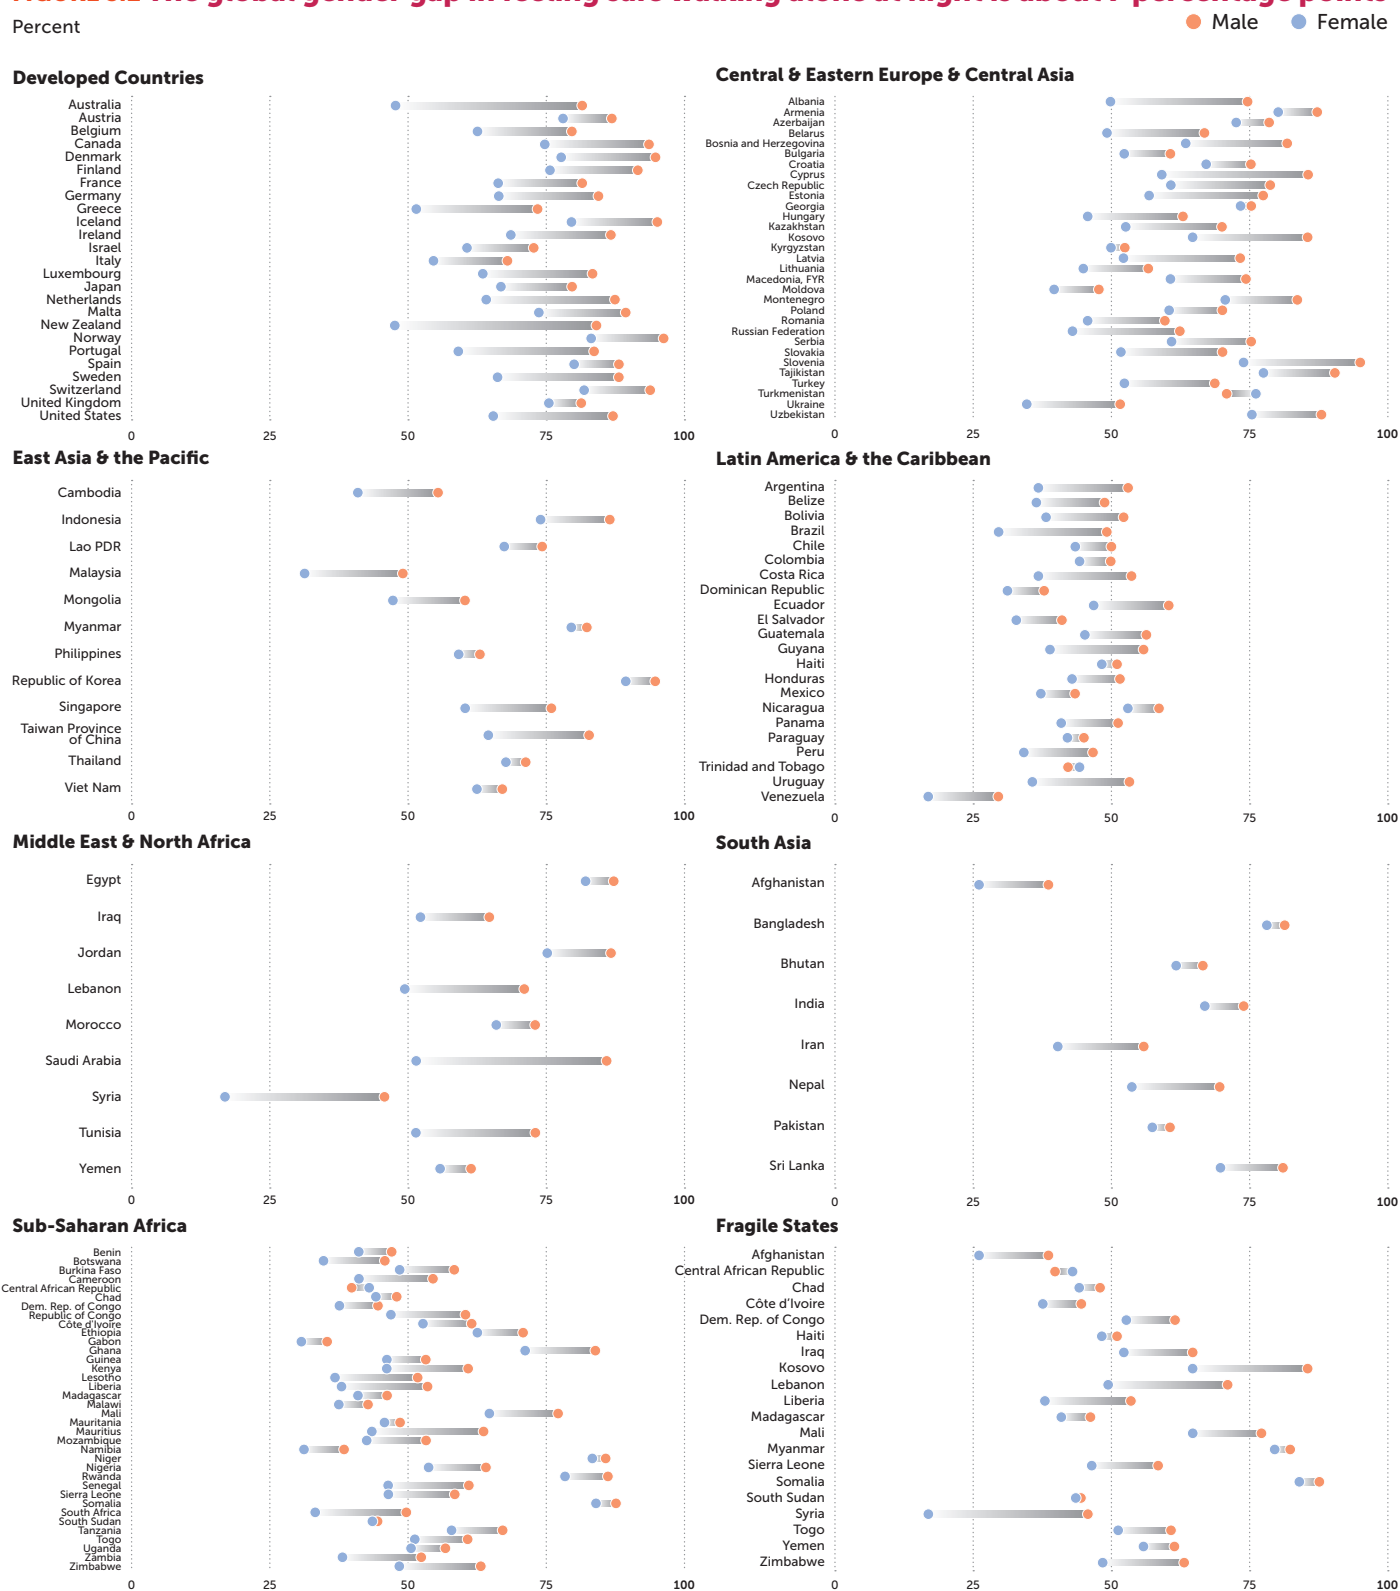 Percent
Male Female
Developed Countries
Australia
Austria
Belgium
Canada
Denmark
Finland
France
Germany
Greece
Iceland
Ireland
Israel
Italy
Luxembourg
Japan
Netherlands
Malta
New Zealand
Norway
Portugal
Spain
Sweden
Switzerland
United Kingdom
United States
0 25 50 75 100
Central & Eastern Europe & Central Asia
Albania
Armenia
Azerbaijan
Belarus
Bosnia and Herzegovina
Bulgaria
Croatia
Cyprus
Czech Republic
Estonia
Georgia
Hungary
Kazakhstan
Kosovo
Kyrgyzstan
Latvia
Lithuania
Macedonia, FYR
Moldova
Montenegro
Poland
Romania
Russian Federation
Serbia
Slovakia
Slovenia
Tajikistan
Turkey
Turkmenistan
Ukraine
Uzbekistan
0 25 50 75 100
East Asia & the Pacific
Cambodia
Indonesia
Lao PDR
Malaysia
Mongolia
Myanmar
Philippines
Republic of Korea
Singapore
Taiwan Province
of China
Thailand
Viet Nam
0 25 50 75 100
Latin America & the Caribbean
Argentina
Belize
Bolivia
Brazil
Chile
Colombia
Costa Rica
Dominican Republic
Ecuador
El Salvador
Guatemala
Guyana
Haiti
Honduras
Mexico
Nicaragua
Panama
Paraguay
Peru
Trinidad and Tobago
Uruguay
Venezuela
0 25 50 75 100
Middle East & North Africa
Egypt
Iraq
Jordan
Lebanon
Morocco
Saudi Arabia
Syria
Tunisia
Yemen
0 25 50 75 100
South Asia
Afghanistan
Bangladesh
Bhutan
India
Iran
Nepal
Pakistan
Sri Lanka
0 25 50 75 100
Sub-Saharan Africa
Benin
Botswana
Burkina Faso
Cameroon
Central African Republic
Chad
Dem. Rep. of Congo
Republic of Congo
Côte d'Ivoire
Ethiopia
Gabon
Ghana
Guinea
Kenya
Lesotho
Liberia
Madagascar
Malawi
Mali
Mauritania
Mauritius
Mozambique
Namibia
Niger
Nigeria
Rwanda
Senegal
Sierra Leone
Somalia
South Africa
South Sudan
Tanzania
Togo
Uganda
Zambia
Zimbabwe
0 25 50 75 100
Fragile States
Afghanistan
Central African Republic
Chad
Côte d'Ivoire
Dem. Rep. of Congo
Haiti
Iraq
Kosovo
Lebanon
Liberia
Madagascar
Mali
Myanmar
Sierra Leone
Somalia
South Sudan
Syria
Togo
Yemen
Zimbabwe
0 25 50 75 100